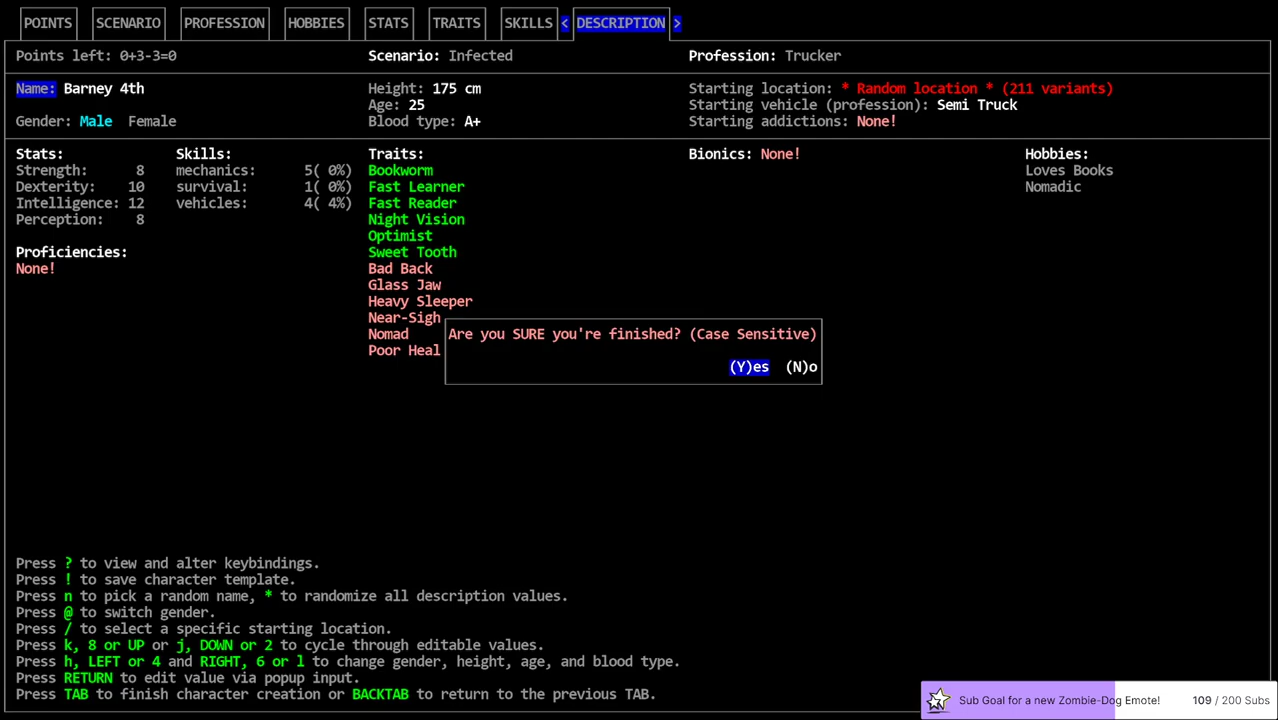 POINTS SCENARIO PROFESSION HOBBIES STATS TRAITS SKILLS < DESCRIPTION >
Points left: 0+3-3=0 Scenario: Infected Profession: Trucker
Name: Barney 4th Height: 175 cm Starting location: * Random location * (211 variants)
Age: 25 Starting vehicle (profession): Semi Truck
Gender: Male Female Blood type: A+ Starting addictions: None!
Stats: Skills: Traits: Bionics: None! Hobbies:
Strength: 8 mechanics: 5( 0%) Bookworm Loves Books
Dexterity: 10 survival: 1(0%) Fast Learner Nomadic
Intelligence: 12 vehicles: 4( 4%) Fast Reader
Perception: 8 Night Vision
Optimist
Proficiencies: Sweet Tooth
None! Bad Back
Glass Jaw
Heavy Sleeper
Near-Sigh
Nomad Are you SURE you're finished? (Case Sensitive)
Poor Heal
(Y)es (N)o
Press ? to view and alter keybindings.
Press ! to save character template.
Press n to pick a random name, * to randomize all description values.
Press @ to switch gender.
Press / to select a specific starting location.
Press k, 8 or UP or j, DOWN or 2 to cycle through editable values.
Press h, LEFT or 4 and RIGHT, 6 or l to change gender, height, age, and blood type.
Press RETURN to edit value via popup input.
Press TAB to finish character creation or BACKTAB to return to the previous TAB.
Sub Goal for a new Zombie-Dog Emote! 109 / 200 Subs